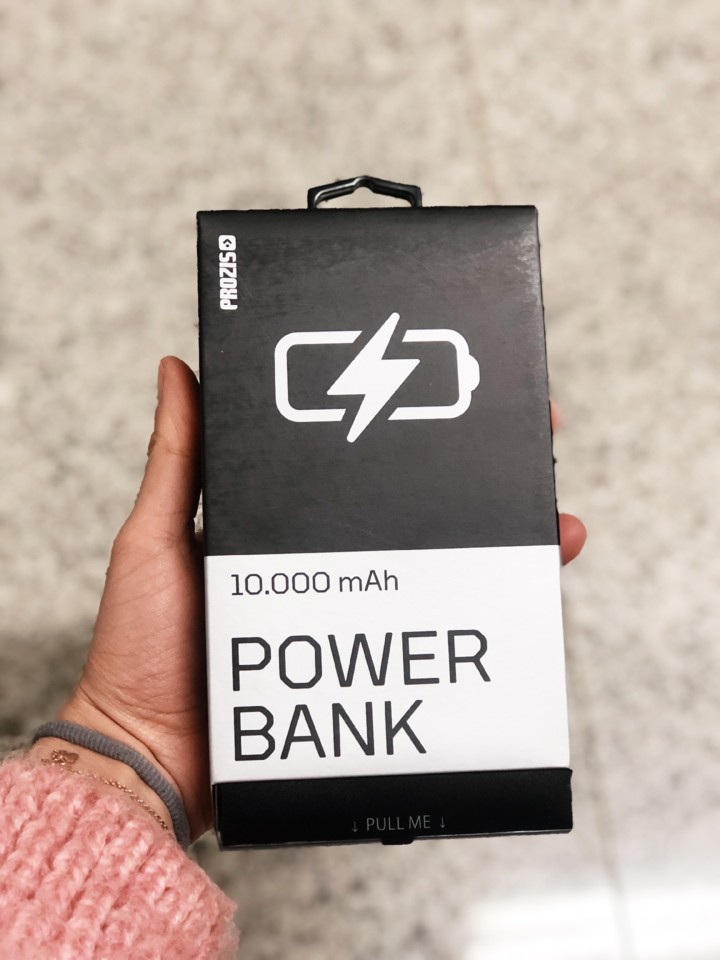 PROZIS
10.000 mAh
POWER
BANK
↓ PULL ME ↓